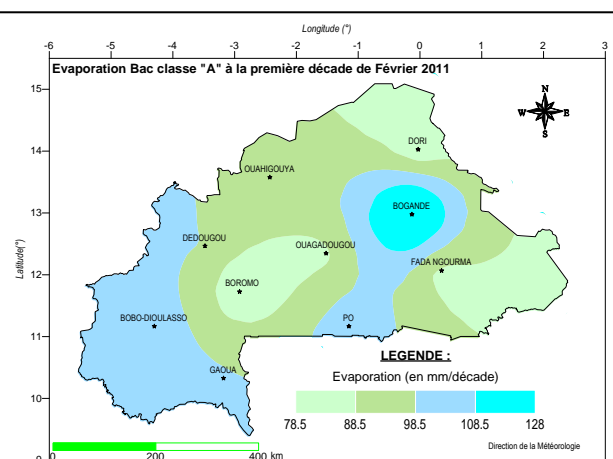 Longitude (°)
-6 -5 -4 -3 -2 -1 0 1 2 3
Evaporation Bac classe "A" à la première décade de Février 2011
15
N
W E
S
DORI
14
OUAHIGOUYA
BOGANDE
13
DEDOUGOU
OUAGADOUGOU
Latitude(°)
FADA NGOURMA
12
BOROMO
BOBO-DIOULASSO
PO
11
LEGENDE :
GAOUA
Evaporation (en mm/décade)
10
78.5 88.5 98.5 108.5 128
Direction de la Météorologie
0 200 400 km